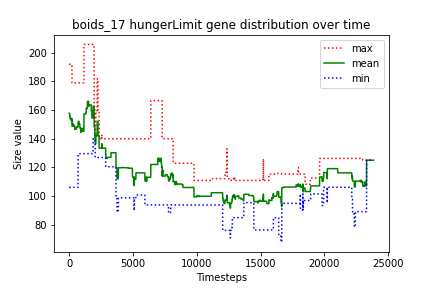 boids_17 hungerLimit gene distribution over time
max
mean
min
Size value
200
180
160
140
120
100
80
0
5000
10000
15000
20000
25000
Timesteps